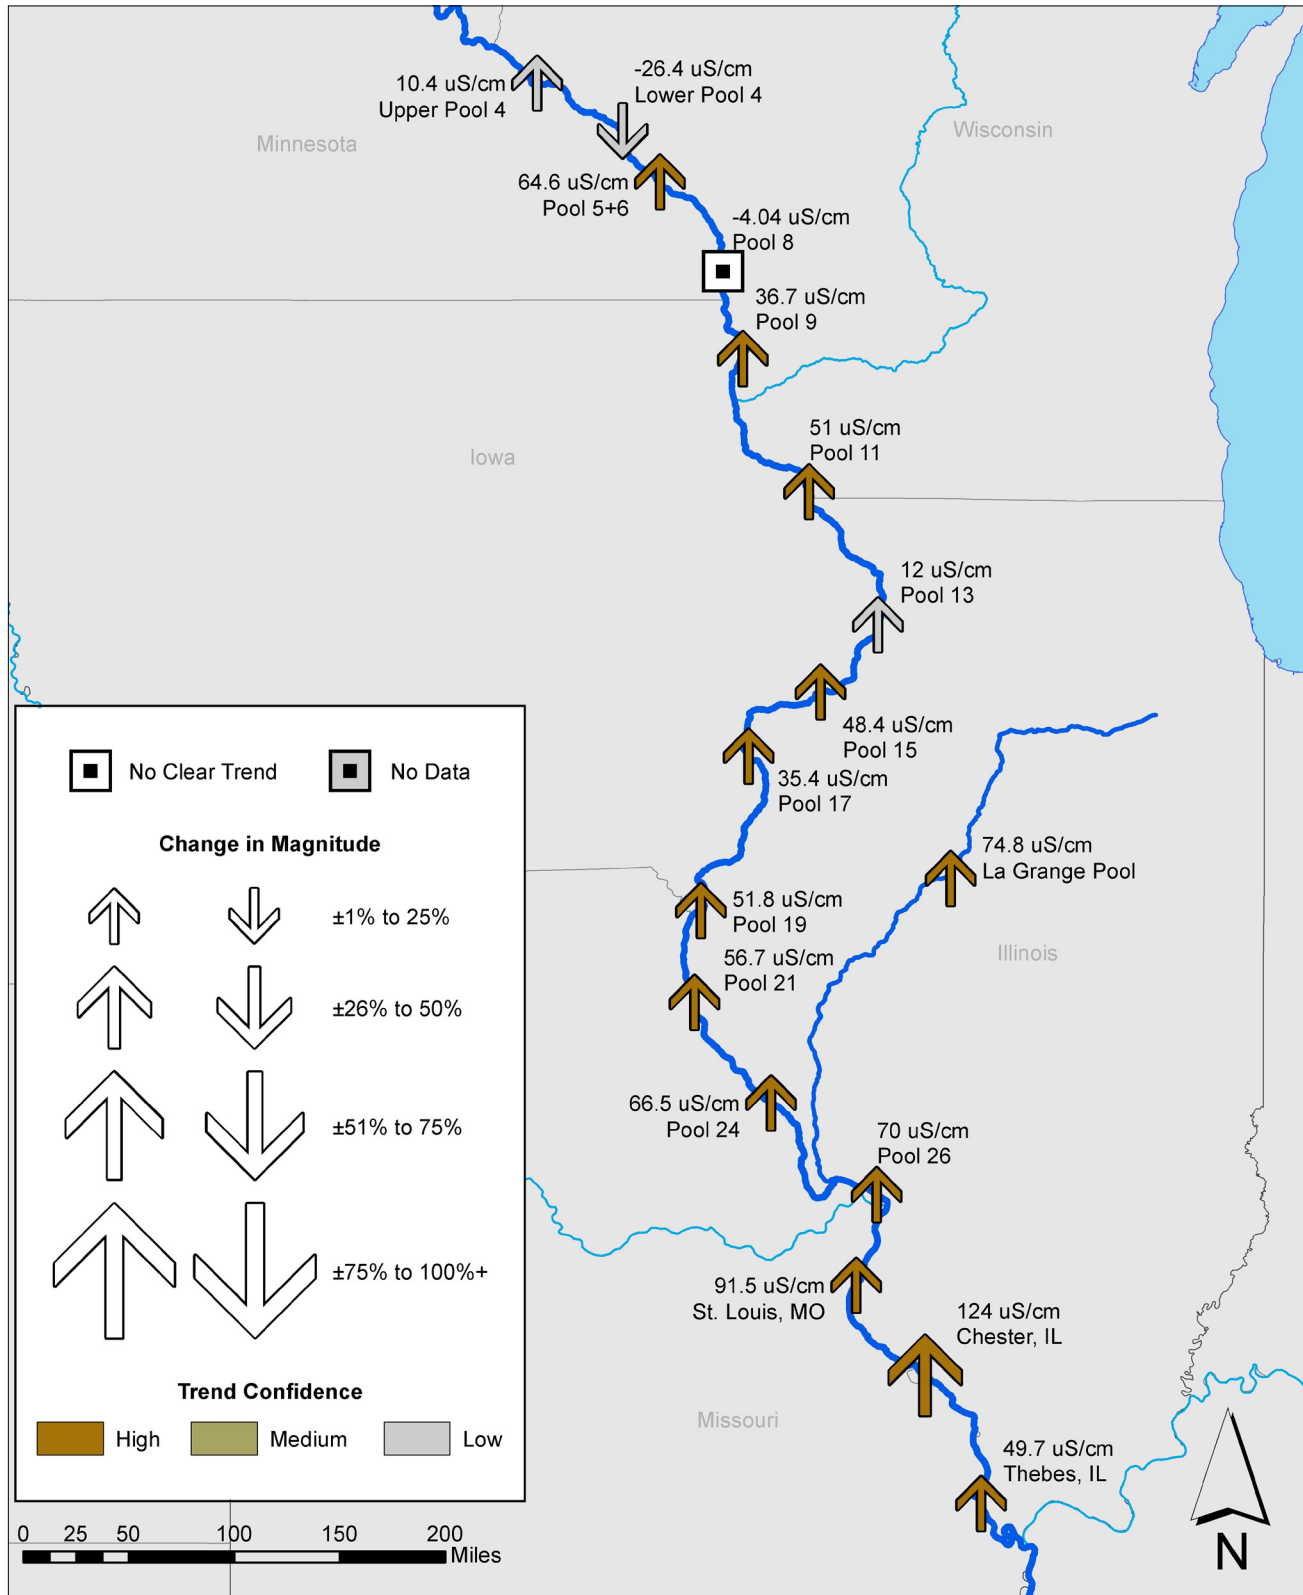 10.4 uS/cm
Upper Pool 4
-26.4 uS/cm
Lower Pool 4
Minnesota
Wisconsin
64.6 uS/cm
Pool 5+6
-4.04 uS/cm
Pool 8
36.7 uS/cm
Pool 9
51 uS/cm
Pool 11
Iowa
12 uS/cm
Pool 13
48.4 uS/cm
Pool 15
35.4 uS/cm
Pool 17
74.8 uS/cm
La Grange Pool
51.8 uS/cm
Pool 19
Illinois
56.7 uS/cm
Pool 21
66.5 uS/cm
Pool 24
70 uS/cm
Pool 26
91.5 uS/cm
St. Louis, MO
124 uS/cm
Chester, IL
Missouri
49.7 uS/cm
Thebes, IL
No Clear Trend
No Data
Change in Magnitude
±1% to 25%
±26% to 50%
±51% to 75%
±75% to 100%+
Trend Confidence
High Medium Low
0 25 50 100 150 200
Miles
N